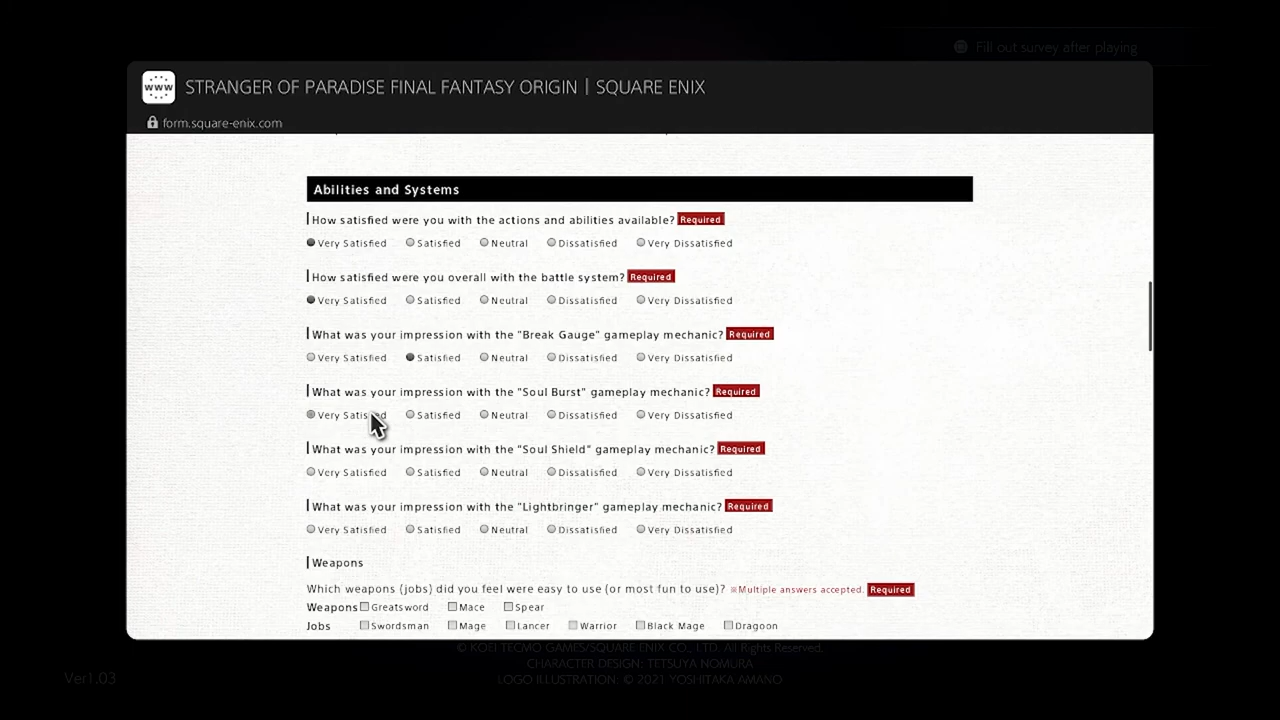 Fill out survey after playing
www STRANGER OF PARADISE FINAL FANTASY ORIGIN | SQUARE ENIX
form.square-enix.com
Abilities and Systems
How satisfied were you with the actions and abilities available? Required
Very Satisfied Satisfied Neutral Dissatisfied Very Dissatisfied
How satisfied were you overall with the battle system? Required
Very Satisfied Satisfied Neutral Dissatisfied Very Dissatisfied
What was your impression with the "Break Gauge" gameplay mechanic? Required
Very Satisfied Satisfied Neutral Dissatisfied Very Dissatisfied
What was your impression with the "Soul Burst" gameplay mechanic? Required
Very Satisfied Satisfied Neutral Dissatisfied Very Dissatisfied
What was your impression with the "Soul Shield" gameplay mechanic? Required
Very Satisfied Satisfied Neutral Dissatisfied Very Dissatisfied
What was your impression with the "Lightbringer" gameplay mechanic? Required
Very Satisfied Satisfied Neutral Dissatisfied Very Dissatisfied
Weapons
Which weapons (jobs) did you feel were easy to use (or most fun to use)? ※Multiple answers accepted. Required
Weapons Greatsword Mace Spear
Jobs Swordsman Mage Lancer Warrior Black Mage Dragoon
© KOEI TECMO GAMES/SQUARE ENIX CO., LTD. All Rights Reserved.
CHARACTER DESIGN: TETSUYA NOMURA
LOGO ILLUSTRATION: © 2021 YOSHITAKA AMANO
Ver1.03